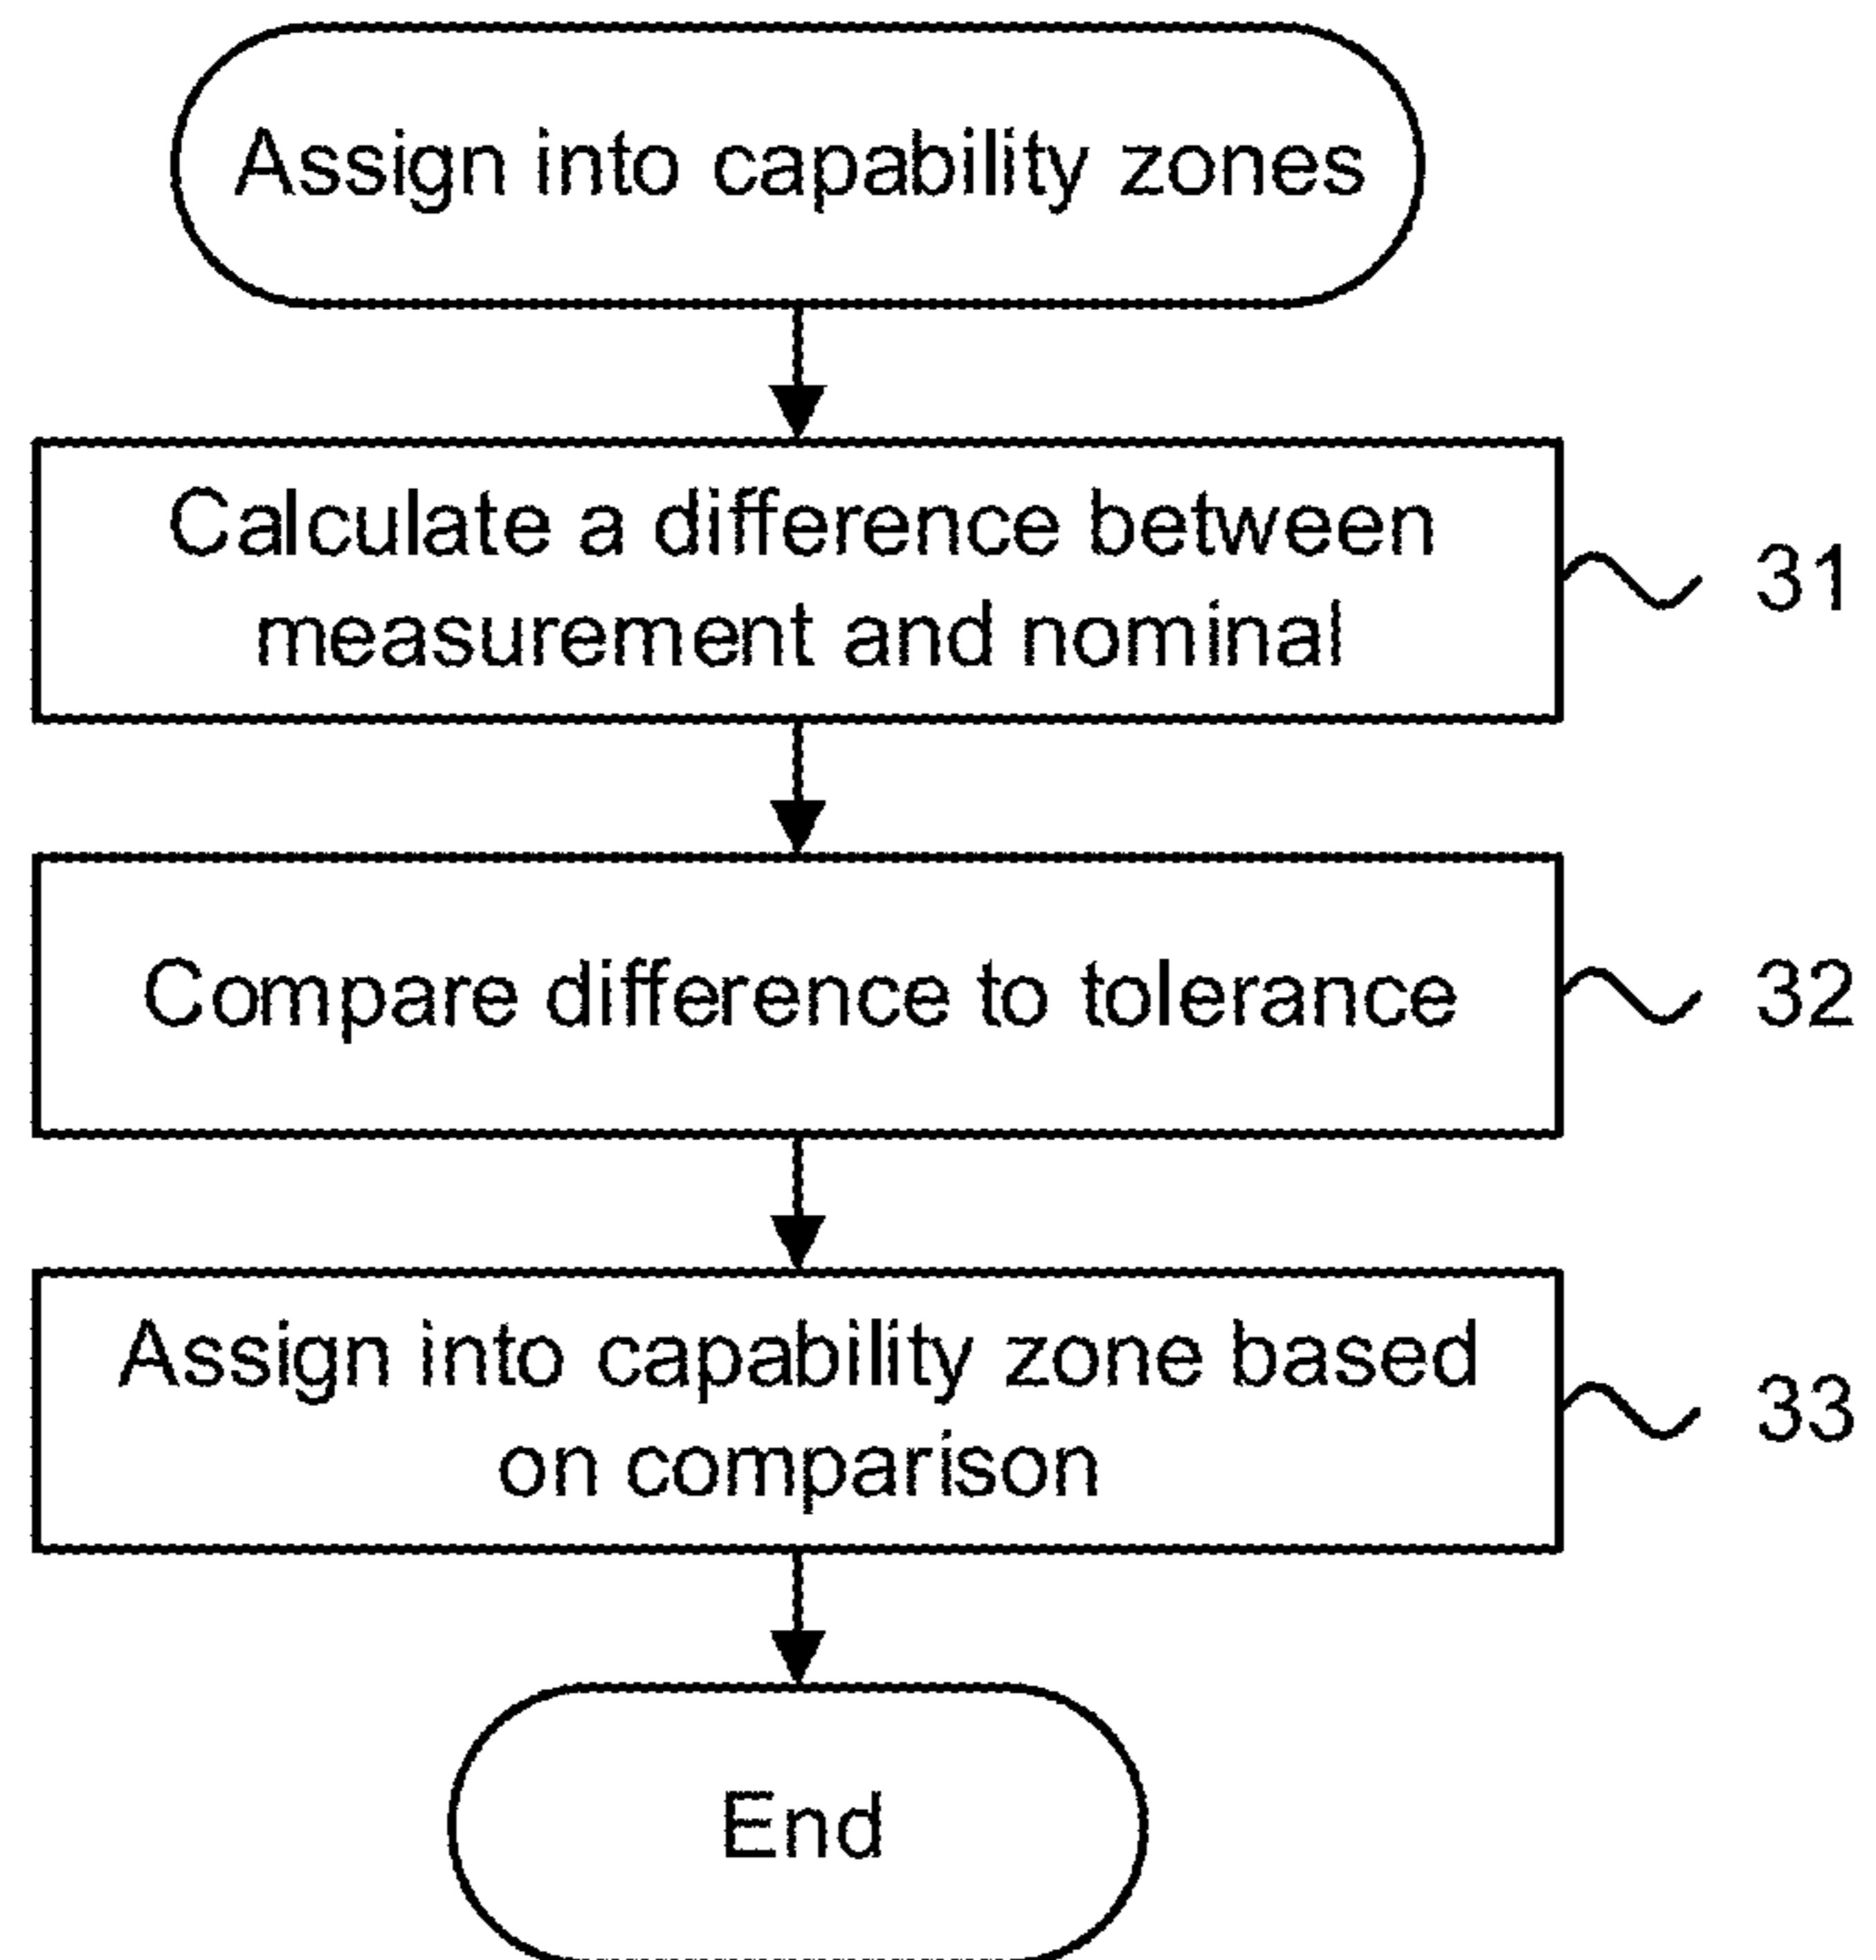 Assign into capability zones
Calculate a difference between
measurement and nominal
31
Compare difference to tolerance
32
Assign into capability zone based
on comparison
33
End